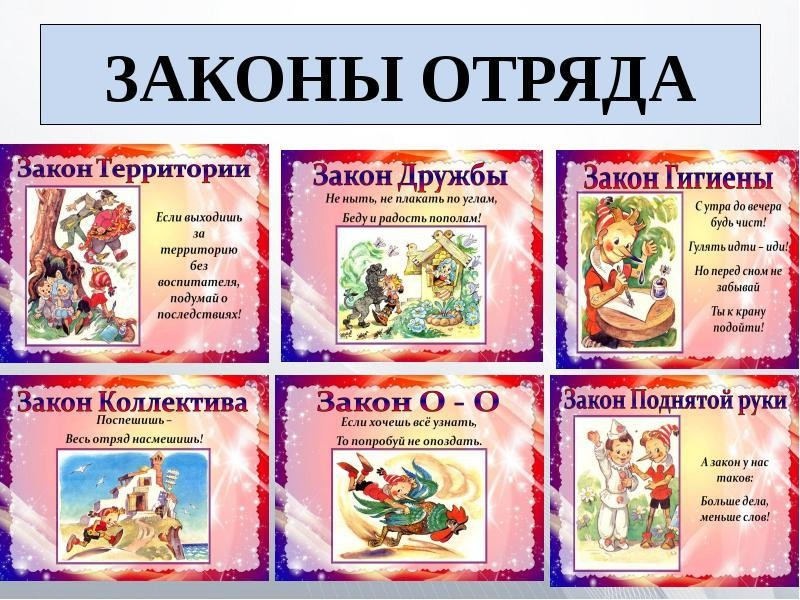 ЗАКОНЫ ОТРЯДА
Закон Территории
Если выходишь
за
территорию
без
воспитателя,
подумай о
последствиях!
Закон Дружбы
Не ныть, не плакать по углам,
Беду и радость пополам!
Закон Гигиены
С утра до вечера
будь чист!
Гулять идти – иди!
Но перед сном не
забывай
Ты к крану
подойти!
Закон Коллектива
Поспешишь –
Весь отряд насмешишь!
Закон О - О
Если хочешь всё узнать,
То попробуй не опоздать.
Закон Поднятой руки
А закон у нас
таков:
Больше дела,
меньше слов!